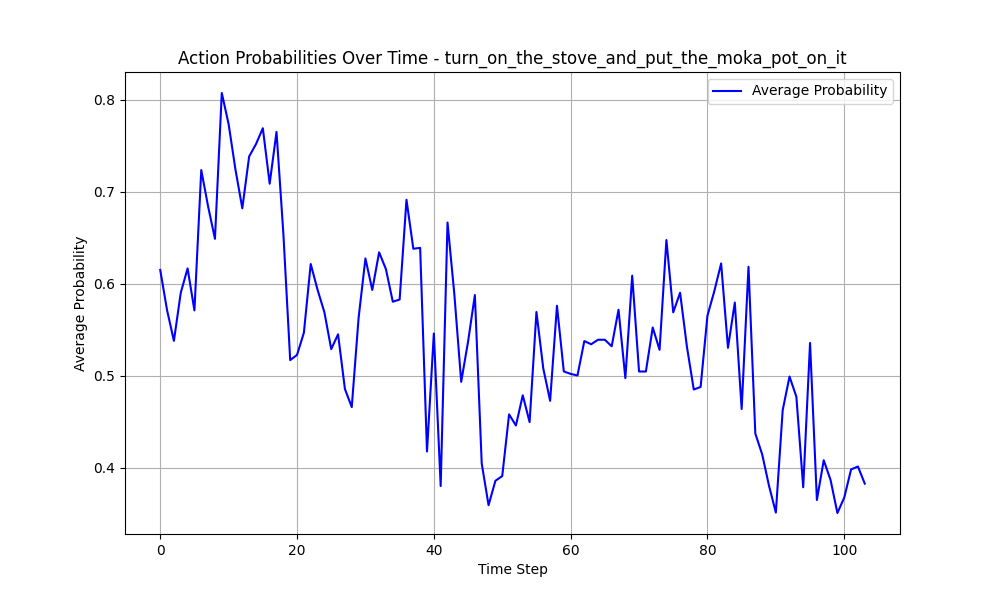 Action Probabilities Over Time - turn_on_the_stove_and_put_the_moka_pot_on_it
Average Probability
0.8
0.7
0.6
0.5
0.4
Average Probability
0 20 40 60 80 100
Time Step